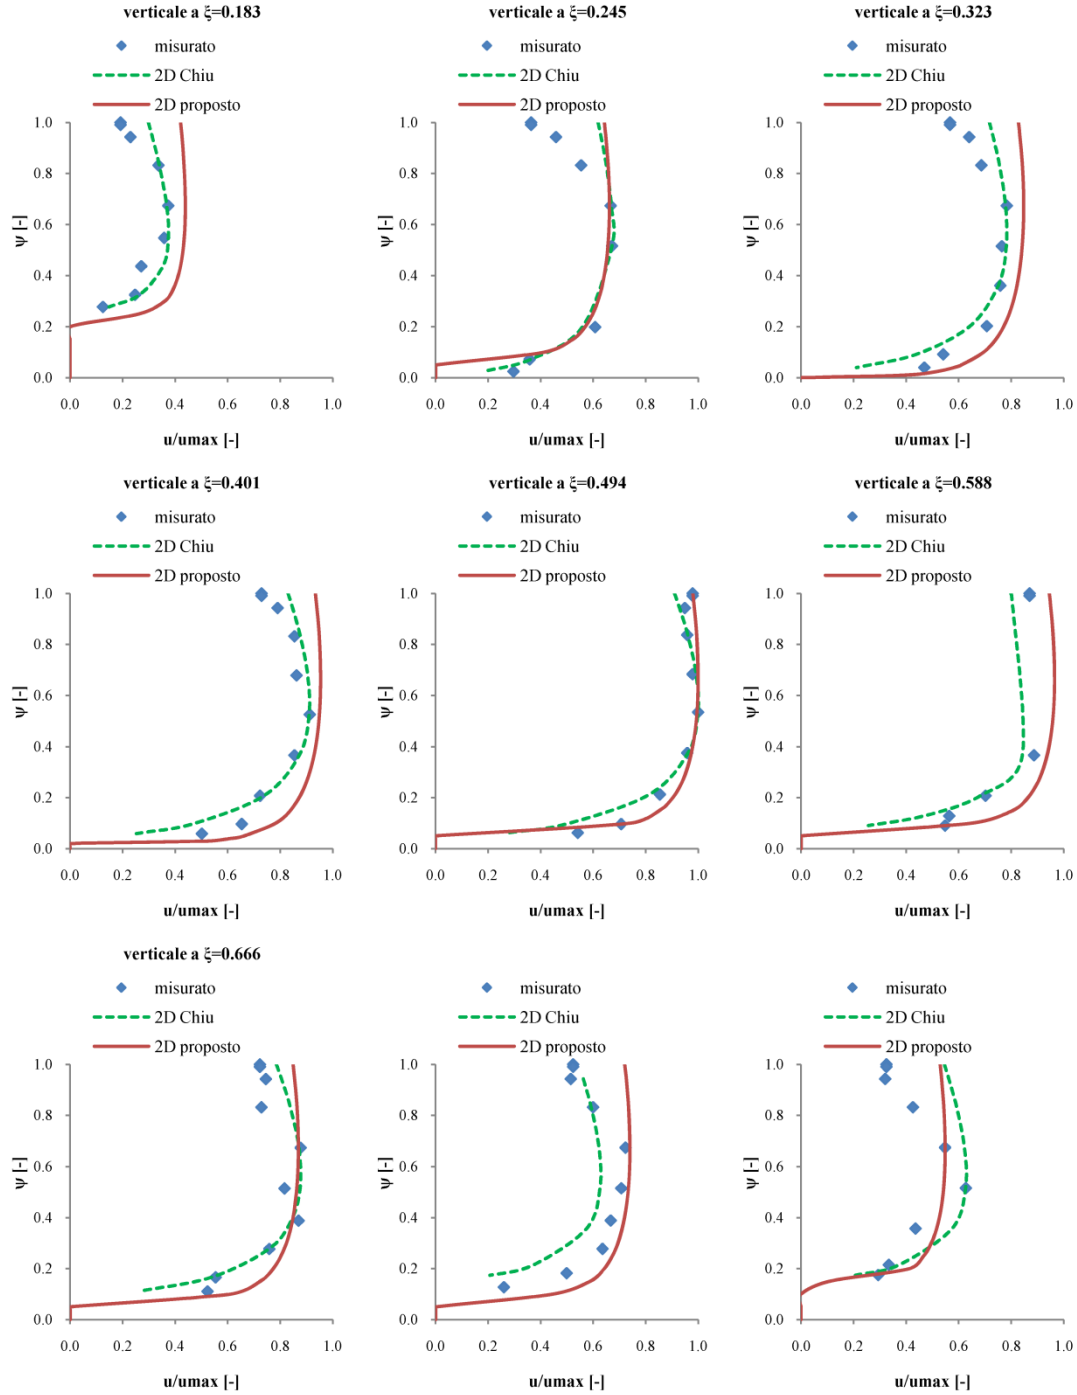 verticale a ξ=0.183
misurato
2D Chiu
2D proposto
1.0
0.8
0.6
0.4
0.2
0.0
ψ [-]
0.0 0.2 0.4 0.6 0.8 1.0
u/umax [-]
verticale a ξ=0.245
misurato
2D Chiu
2D proposto
1.0
0.8
0.6
0.4
0.2
0.0
ψ [-]
0.0 0.2 0.4 0.6 0.8 1.0
u/umax [-]
verticale a ξ=0.323
misurato
2D Chiu
2D proposto
1.0
0.8
0.6
0.4
0.2
0.0
ψ [-]
0.0 0.2 0.4 0.6 0.8 1.0
u/umax [-]
verticale a ξ=0.401
misurato
2D Chiu
2D proposto
1.0
0.8
0.6
0.4
0.2
0.0
ψ [-]
0.0 0.2 0.4 0.6 0.8 1.0
u/umax [-]
verticale a ξ=0.494
misurato
2D Chiu
2D proposto
1.0
0.8
0.6
0.4
0.2
0.0
ψ [-]
0.0 0.2 0.4 0.6 0.8 1.0
u/umax [-]
verticale a ξ=0.588
misurato
2D Chiu
2D proposto
1.0
0.8
0.6
0.4
0.2
0.0
ψ [-]
0.0 0.2 0.4 0.6 0.8 1.0
u/umax [-]
verticale a ξ=0.666
misurato
2D Chiu
2D proposto
1.0
0.8
0.6
0.4
0.2
0.0
ψ [-]
0.0 0.2 0.4 0.6 0.8 1.0
u/umax [-]
misurato
2D Chiu
2D proposto
1.0
0.8
0.6
0.4
0.2
0.0
ψ [-]
0.0 0.2 0.4 0.6 0.8 1.0
u/umax [-]
misurato
2D Chiu
2D proposto
1.0
0.8
0.6
0.4
0.2
0.0
ψ [-]
0.0 0.2 0.4 0.6 0.8 1.0
u/umax [-]